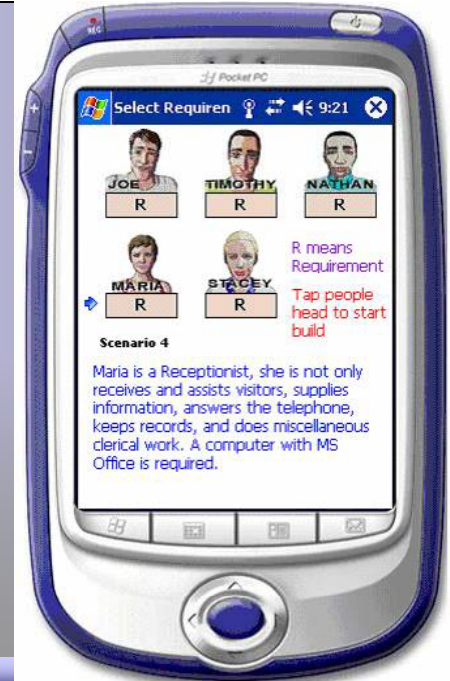 REC
Pocket PC
Select Requiren 9:21
JOE TIMOTHY NATHAN
R R R
MARIA STACEY
R R
R means
Requirement
Tap people
head to start
build
Scenario 4
Maria is a Receptionist, she is not only
receives and assists visitors, supplies
information, answers the telephone,
keeps records, and does miscellaneous
clerical work. A computer with MS
Office is required.